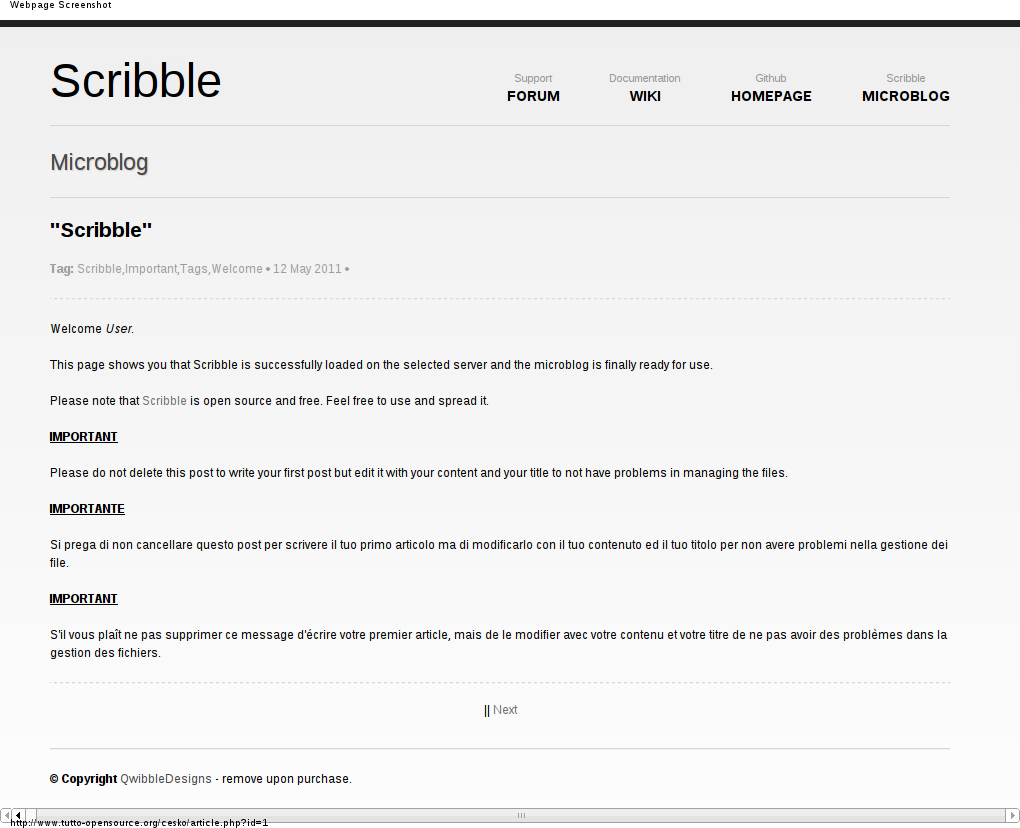 Webpage Screenshot
Scribble
Support
FORUM
Documentation
WIKI
Github
HOMEPAGE
Scribble
MICROBLOG
Microblog
"Scribble"
Tag: Scribble,Important,Tags,Welcome • 12 May 2011 •
Welcome User.
This page shows you that Scribble is successfully loaded on the selected server and the microblog is finally ready for use.
Please note that Scribble is open source and free. Feel free to use and spread it.
IMPORTANT
Please do not delete this post to write your first post but edit it with your content and your title to not have problems in managing the files.
IMPORTANTE
Si prega di non cancellare questo post per scrivere il tuo primo articolo ma di modificarlo con il tuo contenuto ed il tuo titolo per non avere problemi nella gestione dei
file.
IMPORTANT
S'il vous plaît ne pas supprimer ce message d'écrire votre premier article, mais de le modifier avec votre contenu et votre titre de ne pas avoir des problèmes dans la
gestion des fichiers.
|| Next
© Copyright QwibbleDesigns - remove upon purchase.
http://www.tutto-opensource.org/cesko/article.php?id=1